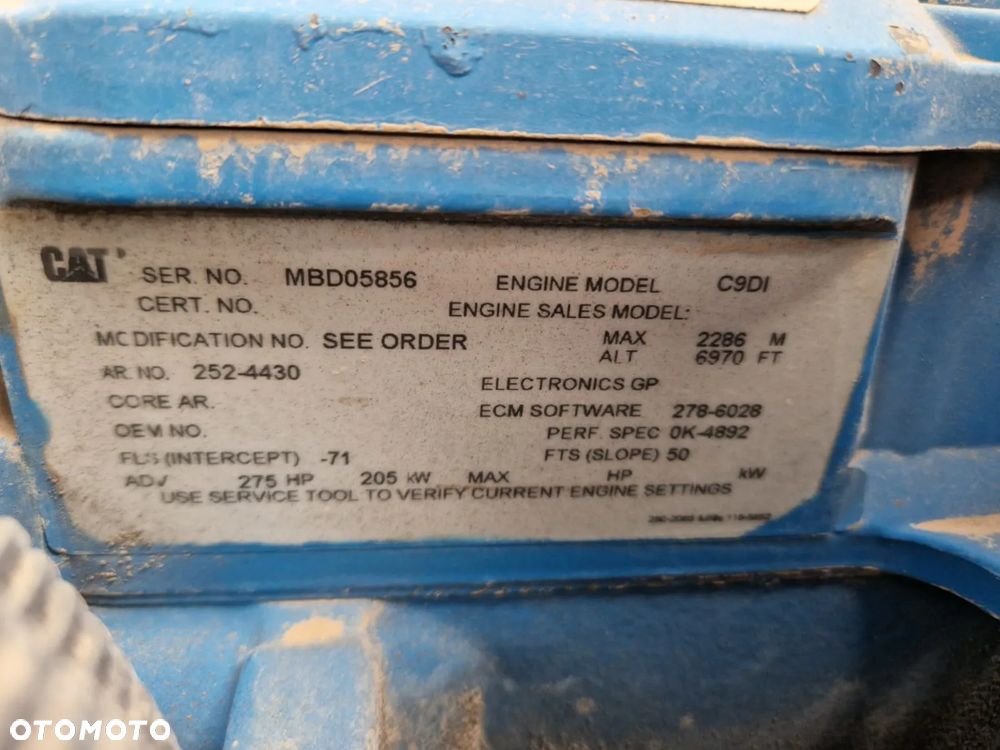 CAT SER. NO. MBD05856 ENGINE MODEL C9DI
CERT. NO. ENGINE SALES MODEL:
MODIFICATION NO. SEE ORDER MAX 2286 M
ALT 6970 FT
AR. NO. 252-4430 ELECTRONICS GP
CORE AR. ECM SOFTWARE 278-6028
OEM NO. PERF. SPEC 0K-4892
FLS (INTERCEPT) -71 FTS (SLOPE) 50
ADV 275 HP 205 kW MAX HP kW
USE SERVICE TOOL TO VERIFY CURRENT ENGINE SETTINGS
OTOMOTO